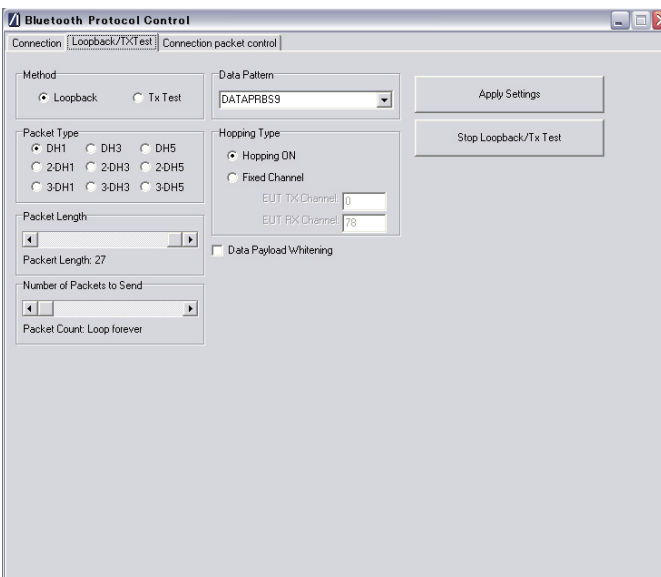 Bluetooth Protocol Control
Connection Loopback/TXTest Connection packet control
Method
Loopback Tx Test
Packet Type
DH1 DH3 DH5
2-DH1 2-DH3 2-DH5
3-DH1 3-DH3 3-DH5
Packet Length
Packert Length: 27
Number of Packets to Send
Packet Count: Loop forever
Data Pattern
DATAPRBS9
Hopping Type
Hopping ON
Fixed Channel
EUT TX Channel: 0
EUT RX Channel: 78
Data Payload Whitening
Apply Settings
Stop Loopback/Tx Test